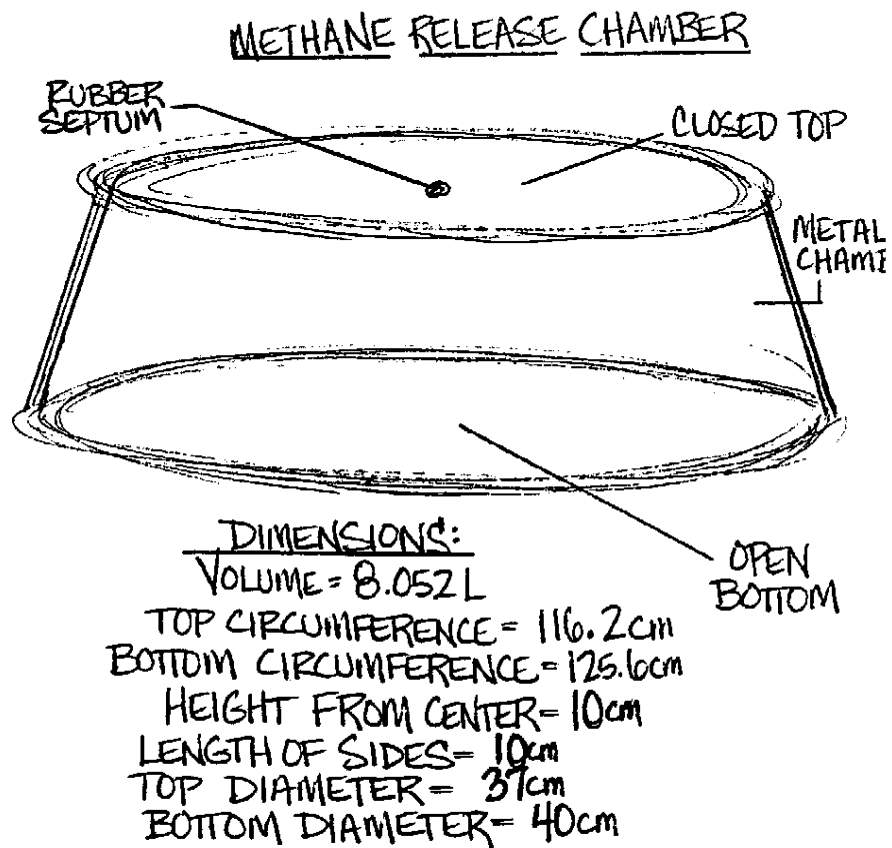 METHANE RELEASE CHAMBER
RUBBER
SEPTUM
CLOSED TOP
METAL
CHAMBE
OPEN
BOTTOM
DIMENSIONS:
VOLUME = 8.052 L
TOP CIRCUMFERENCE = 116.2cm
BOTTOM CIRCUMFERENCE = 125.6cm
HEIGHT FROM CENTER = 10cm
LENGTH OF SIDES = 10cm
TOP DIAMETER = 37cm
BOTTOM DIAMETER = 40cm